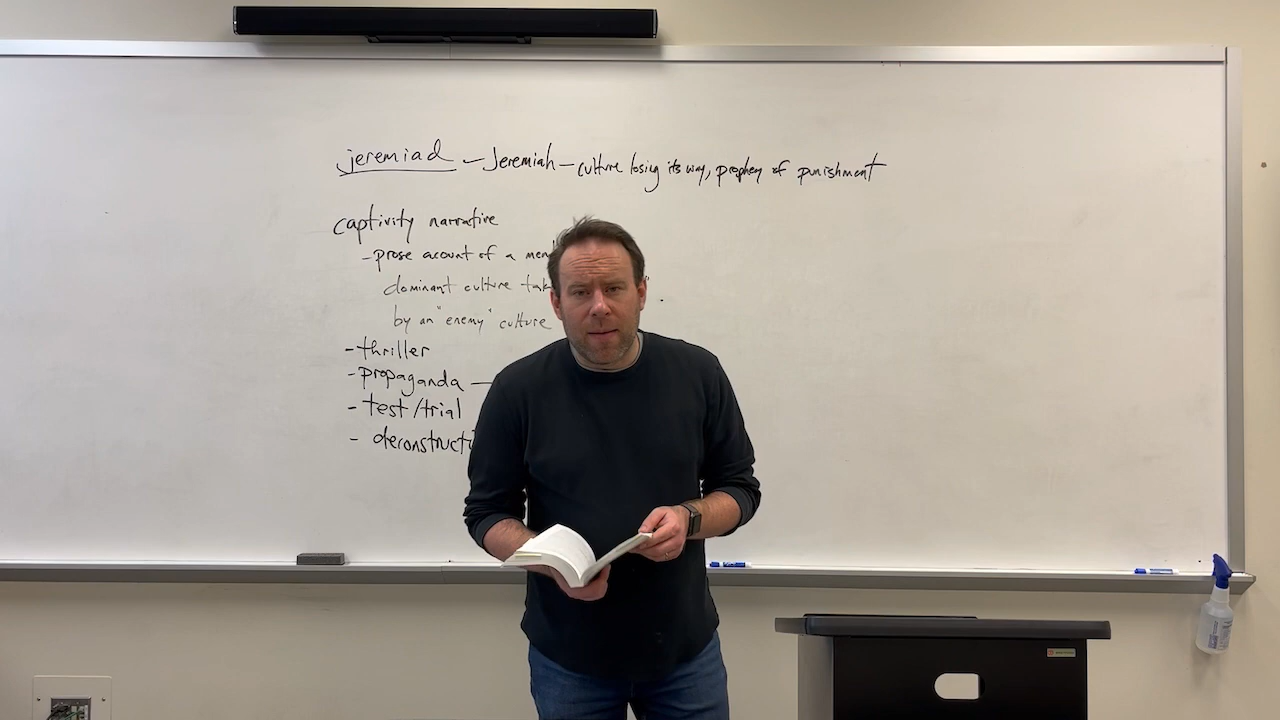 jeremiad – Jeremiah – culture losing its way, prophecy of punishment
captivity narrative
- prose account of a mem
dominant culture tak
by an "enemy" culture
- thriller
- propaganda —
- test/trial
- deconstructi